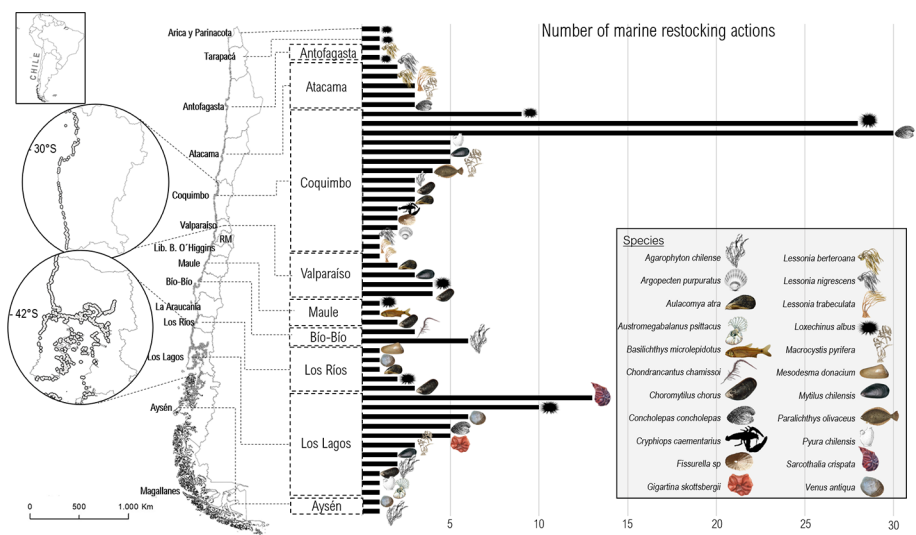 Number of marine restocking actions
CHILE
Arica y Parinacota
Tarapacá
Antofagasta
Atacama
Coquimbo
Valparaíso
RM
Lib. B. O´Higgins
Maule
Bío-Bío
La Araucanía
Los Ríos
Los Lagos
Aysén
Magallanes
30°S
42°S
0 500 1.000 Km
Antofagasta
Atacama
Coquimbo
Valparaíso
Maule
Bío-Bío
Los Ríos
Los Lagos
Aysén
Species
Agarophyton chilense
Argopecten purpuratus
Aulacomya atra
Austromegabalanus psittacus
Basilichthys microlepidotus
Chondrancanthus chamissoi
Choromytilus chorus
Concholepas concholepas
Cryphiops caementarius
Fissurella sp
Gigartina skottsbergii
Lessonia berteroana
Lessonia nigrescens
Lessonia trabeculata
Loxechinus albus
Macrocystis pyrifera
Mesodesma donacium
Mytilus chilensis
Paralichthys olivaceus
Pyura chilensis
Sarcothalia crispata
Venus antiqua
5 10 15 20 25 30